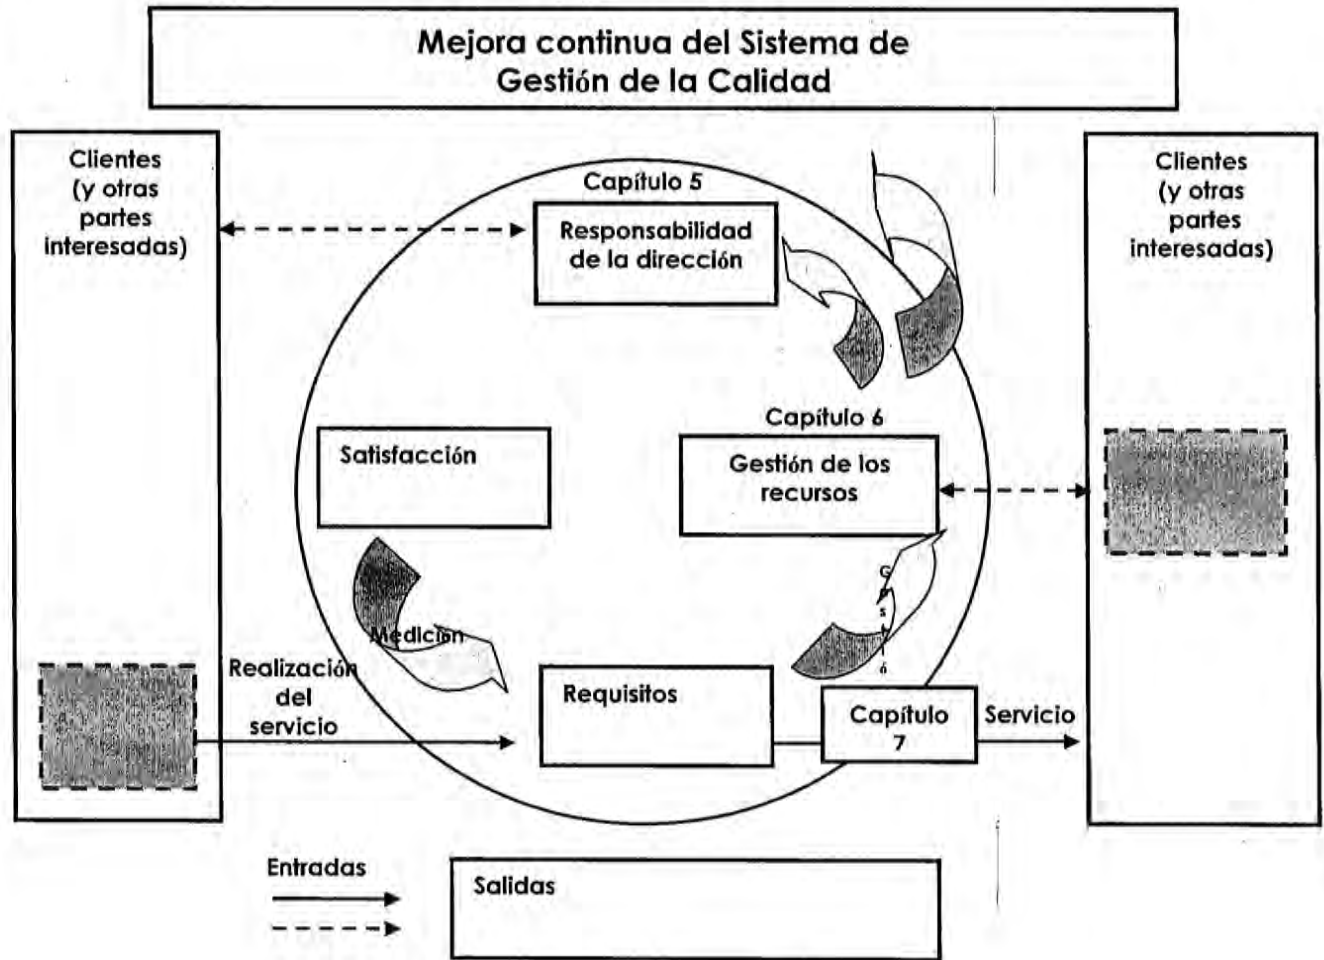 Mejora continua del Sistema de
Gestión de la Calidad
Clientes
(y otras
partes
interesadas)
Capítulo 5
Responsabilidad
de la dirección
Clientes
(y otras
partes
interesadas)
Capítulo 6
Satisfacción
Gestión de los
recursos
Medición
Realización
del
servicio
Requisitos
Capítulo
7
Servicio
Entradas
Salidas